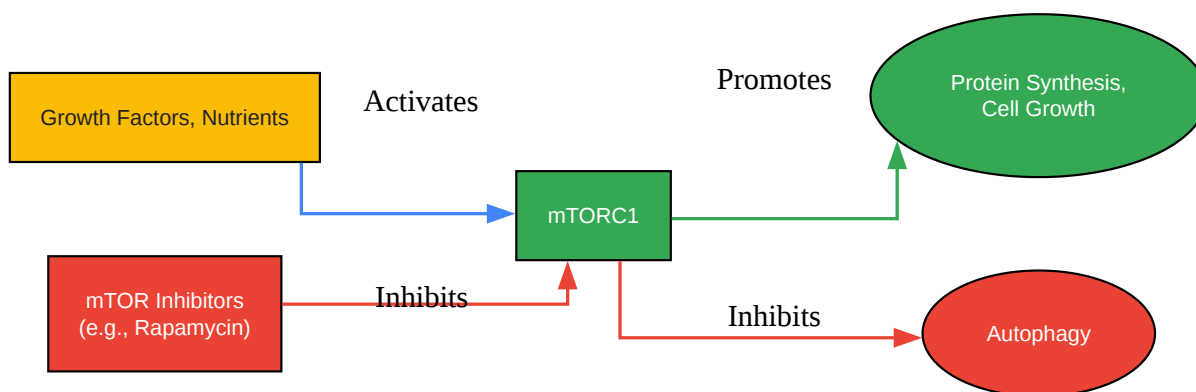 Growth Factors, Nutrients
Activates
Promotes
Protein Synthesis,
Cell Growth
mTORC1
mTOR Inhibitors
(e.g., Rapamycin)
Inhibits
Inhibits
Autophagy